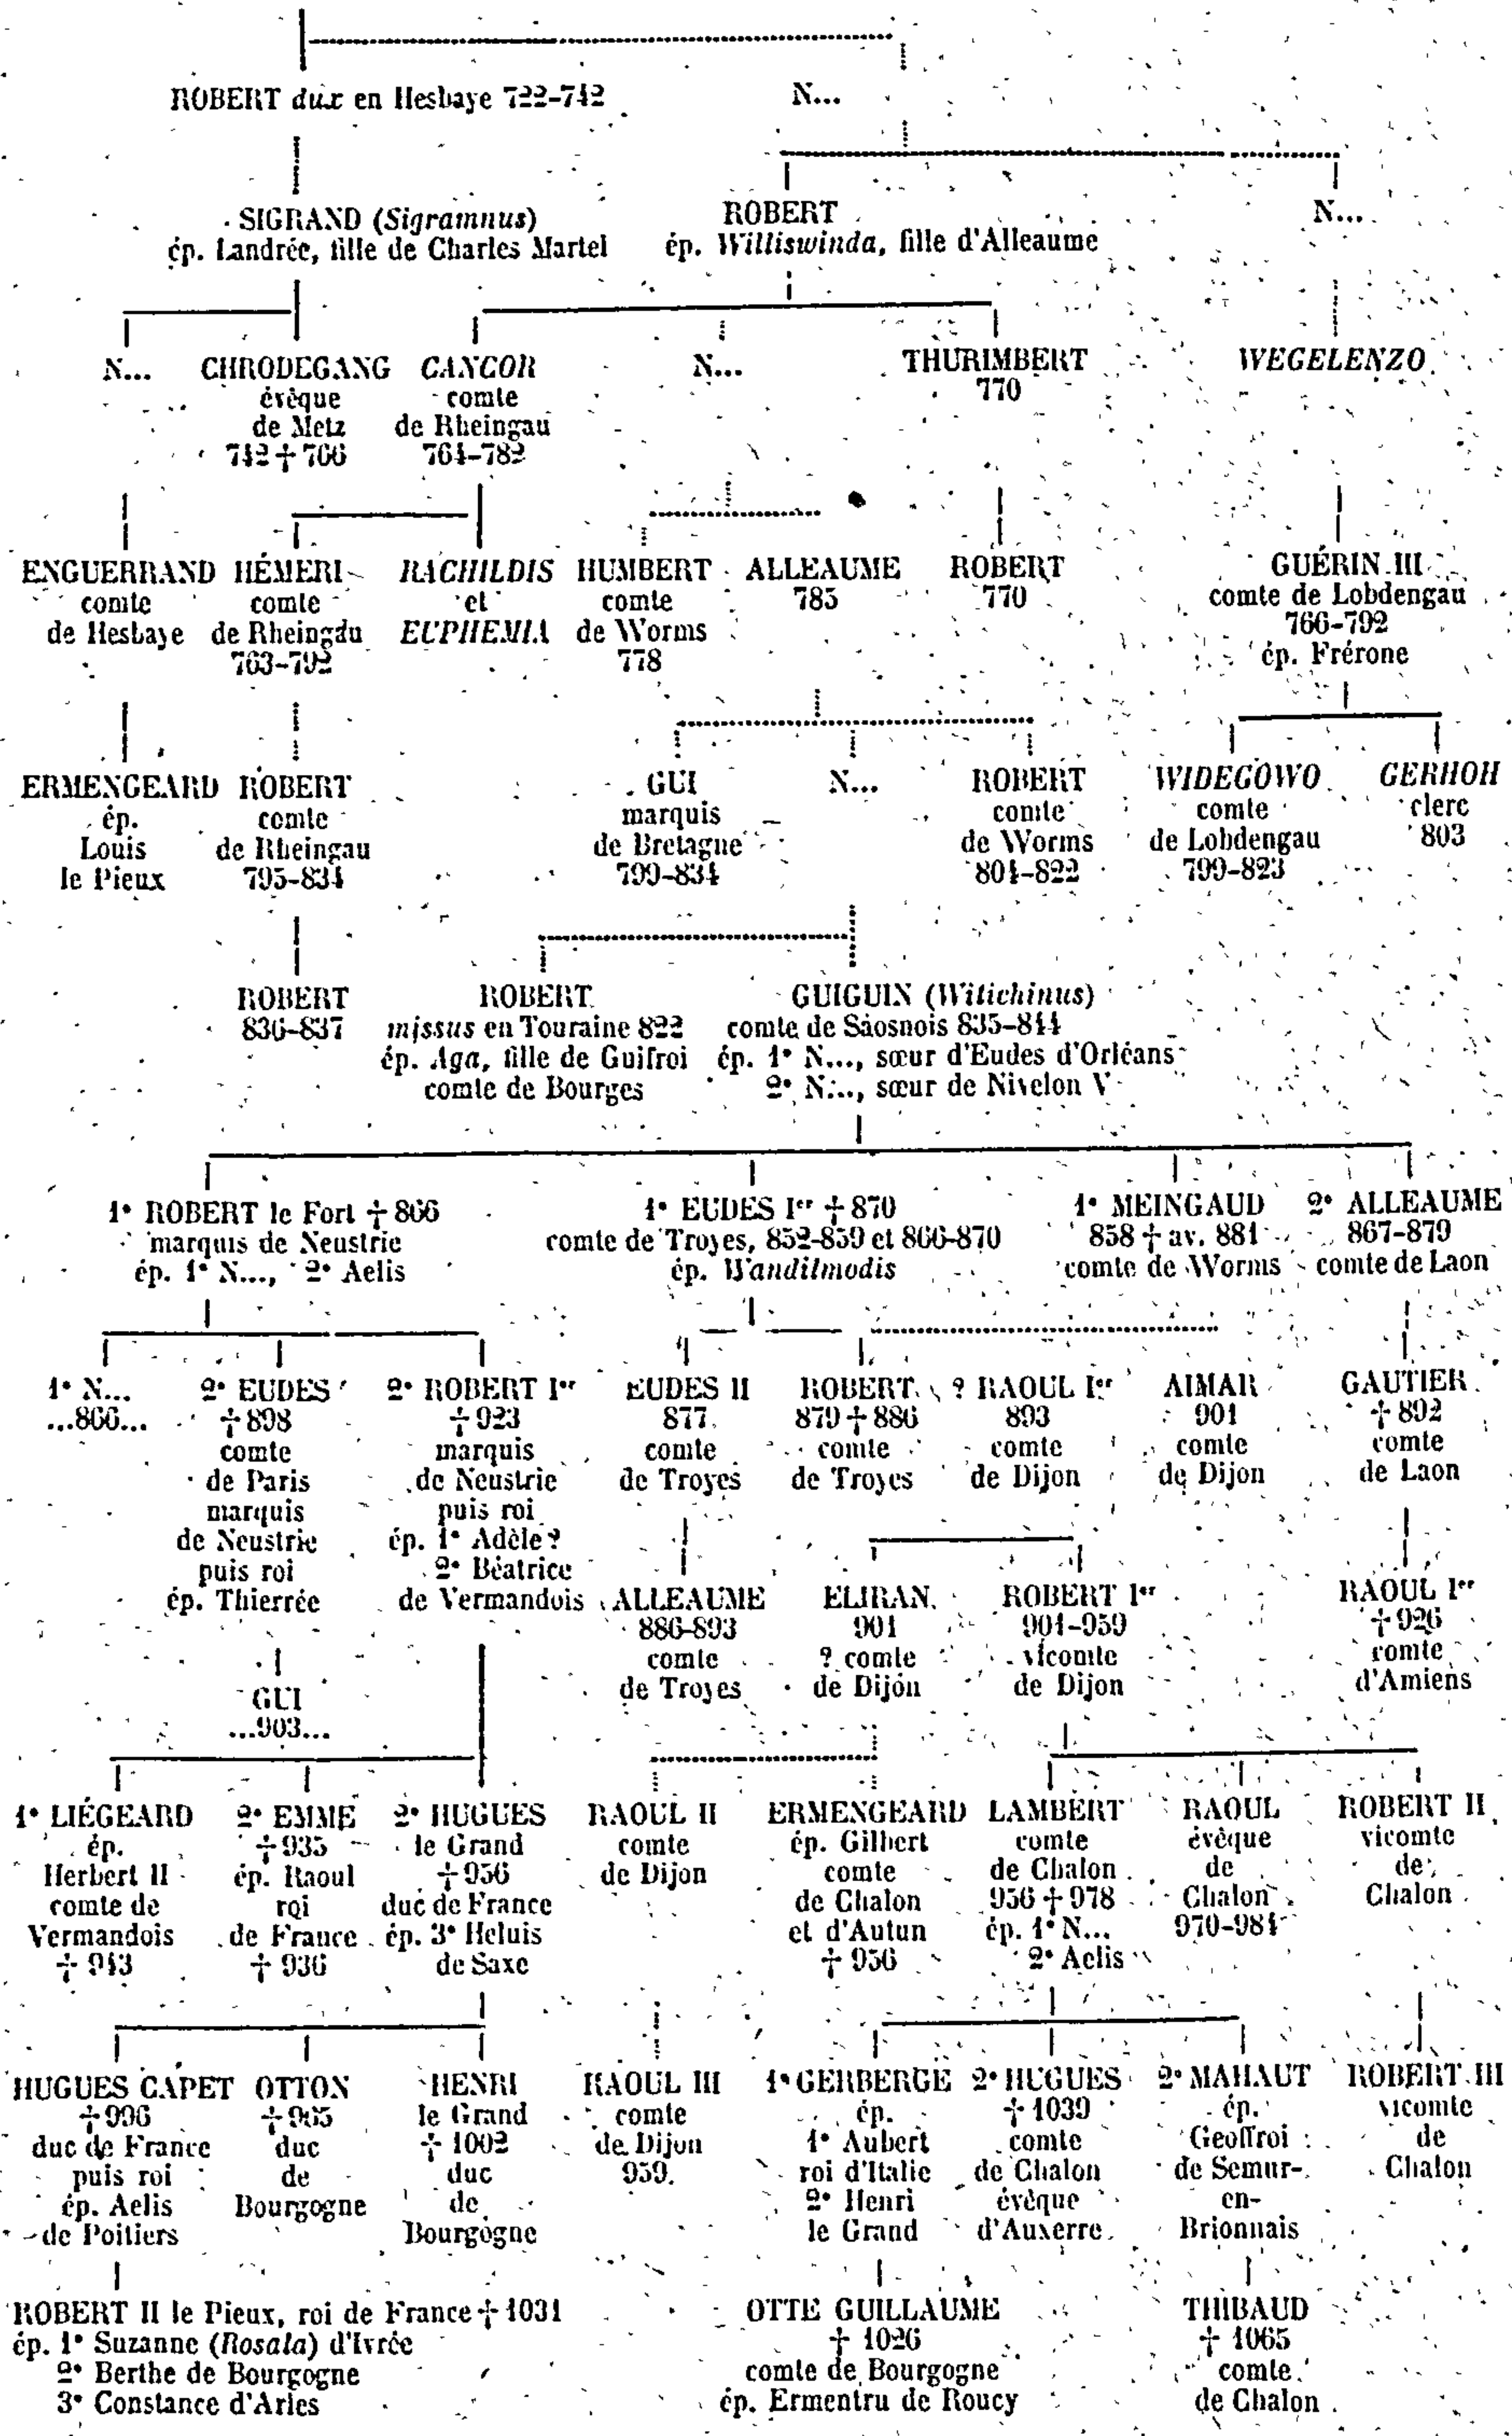 ROBERT dux en Hesbaye 722-742
N...
SIGRAND (Sigramnus)
ép. Landrée, fille de Charles Martel
ROBERT
ép. Williswinda, fille d'Alleaume
N...
N...
CHRODEGANG
évêque
de Metz
742 † 766
CANCOR
comte
de Rheingau
764-782
N...
THURIMBERT
770
WEGELENZO
ENGUERRAND
comte
de Hesbaye
HÉMERI
comte
de Rheingau
763-792
RACHILDIS
et
EUPHEMIA
HUMBERT
comte
de Worms
778
ALLEAUME
785
ROBERT
770
GUÉRIN III
comte de Lobdengau
766-792
ép. Frérone
ERMENGEARD
ép.
Louis
le Pieux
ROBERT
comte
de Rheingau
795-834
GUI
marquis
de Bretagne
799-834
N...
ROBERT
comte
de Worms
804-822
WIDEGOWO
comte
de Lobdengau
799-823
GERHOH
clerc
803
ROBERT
836-837
ROBERT
missus en Touraine 822
ép. Aga, fille de Guifroi
comte de Bourges
GUIGUIN (Witichinus)
comte de Sâosnois 835-844
ép. 1° N..., sœur d'Eudes d'Orléans
2° N..., sœur de Nivelon V
1° ROBERT le Fort † 866
marquis de Neustrie
ép. 1° N..., 2° Aelis
1° EUDES Ier † 870
comte de Troyes, 852-859 et 866-870
ép. Wandilmodis
1° MEINGAUD
858 † av. 881
comte de Worms
2° ALLEAUME
867-879
comte de Laon
1° N...
...866...
2° EUDES
† 898
comte
de Paris
marquis
de Neustrie
puis roi
ép. Thierrée
2° ROBERT Ier
† 923
marquis
de Neustrie
puis roi
ép. 1° Adèle ?
2° Béatrice
de Vermandois
EUDES II
877
comte
de Troyes
ROBERT
879 † 886
comte
de Troyes
? RAOUL Ier
893
comte
de Dijon
AIMAR
901
comte
de Dijon
GAUTIER
† 892
comte
de Laon
ALLEAUME
886-893
comte
de Troyes
ELIRAN
901
? comte
de Dijon
ROBERT Ier
901-959
vicomte
de Dijon
RAOUL Ier
† 926
comte
d'Amiens
GUI
...903...
1° LIÉGEARD
ép.
Herbert II
comte de
Vermandois
† 943
2° EMME
† 935
ép. Raoul
roi
de France
† 936
2° HUGUES
le Grand
† 956
duc de France
ép. 3° Heluis
de Saxe
RAOUL II
comte
de Dijon
ERMENGEARD
ép. Gilbert
comte
de Chalon
et d'Autun
† 956
LAMBERT
comte
de Chalon
956 † 978
ép. 1° N...
2° Aelis
RAOUL
évêque
de
Chalon
970-984
ROBERT II
vicomte
de
Chalon
HUGUES CAPET
† 996
duc de France
puis roi
ép. Aelis
de Poitiers
OTTON
† 965
duc
de
Bourgogne
HENRI
le Grand
† 1002
duc
de
Bourgogne
RAOUL III
comte
de Dijon
959.
1° GERBERGE
ép.
1° Aubert
roi d'Italie
2° Henri
le Grand
2° HUGUES
† 1039
comte
de Chalon
évêque
d'Auxerre
2° MAHAUT
ép.
Geoffroi
de Semur-
en-
Brionnais
ROBERT III
vicomte
de
Chalon
ROBERT II le Pieux, roi de France † 1031
ép. 1° Suzanne (Rosala) d'Ivrée
2° Berthe de Bourgogne
3° Constance d'Arles
OTTE GUILLAUME
† 1026
comte de Bourgogne
ép. Ermentru de Roucy
THIBAUD
† 1065
comte
de Chalon